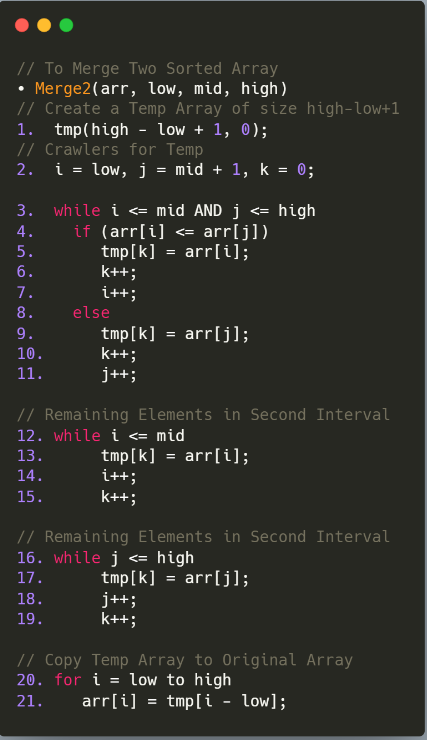 // To Merge Two Sorted Array
• Merge2(arr, low, mid, high)
// Create a Temp Array of size high-low+1
1. tmp(high - low + 1, 0);
// Crawlers for Temp
2. i = low, j = mid + 1, k = 0;
3. while i <= mid AND j <= high
4. if (arr[i] <= arr[j])
5. tmp[k] = arr[i];
6. k++;
7. i++;
8. else
9. tmp[k] = arr[j];
10. k++;
11. j++;
// Remaining Elements in Second Interval
12. while i <= mid
13. tmp[k] = arr[i];
14. i++;
15. k++;
// Remaining Elements in Second Interval
16. while j <= high
17. tmp[k] = arr[j];
18. j++;
19. k++;
// Copy Temp Array to Original Array
20. for i = low to high
21. arr[i] = tmp[i - low];